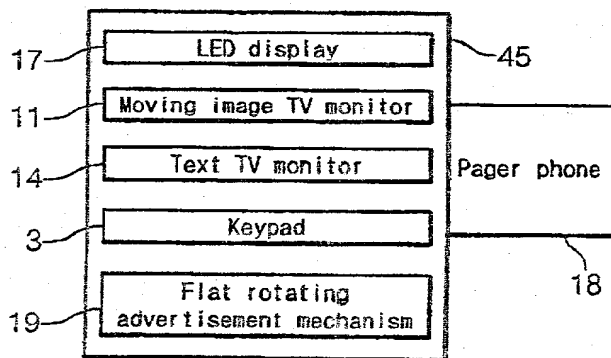 17 LED display 45
11 Moving image TV monitor
14 Text TV monitor Pager phone
3 Keypad
18
19 Flat rotating
advertisement mechanism